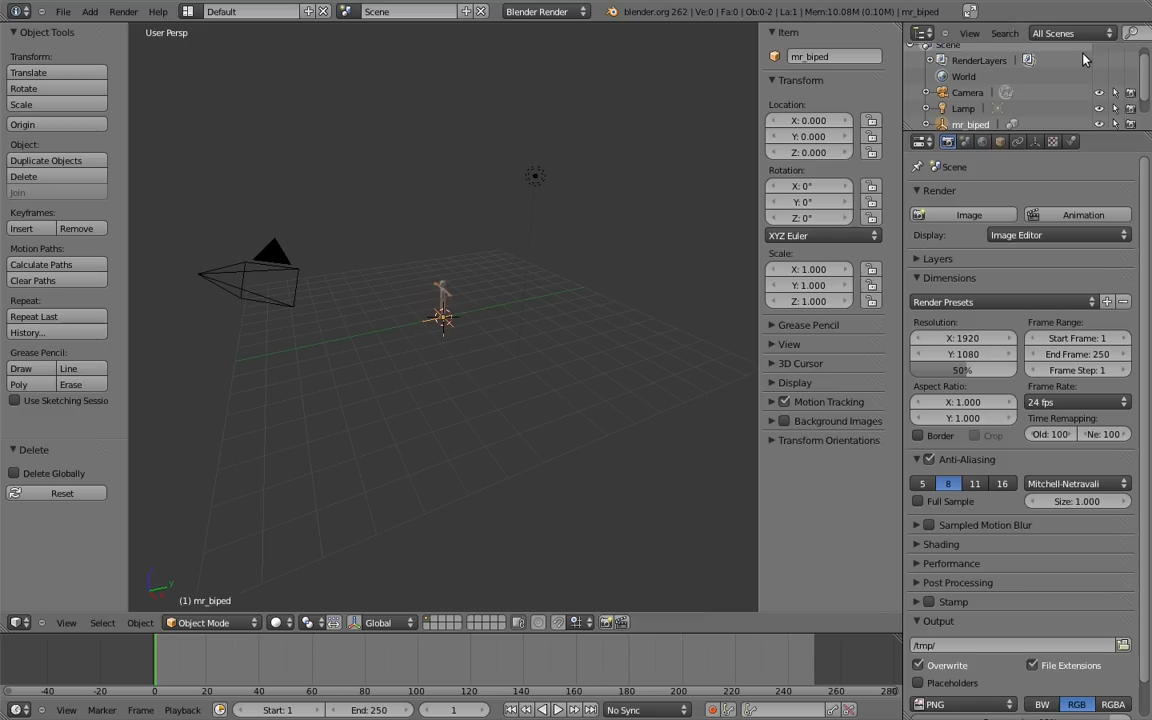 File Add Render Help Default Scene Blender Render blender.org 262 | Ve:0 | Fa:0 | Ob:0-2 | La:1 | Mem:10.08M (0.10M) | mr_biped
Object Tools
Transform:
Translate
Rotate
Scale
Origin
Object:
Duplicate Objects
Delete
Join
Keyframes:
Insert Remove
Motion Paths:
Calculate Paths
Clear Paths
Repeat:
Repeat Last
History...
Grease Pencil:
Draw Line
Poly Erase
Use Sketching Sessio
Delete
Delete Globally
Reset
User Persp
y
(1) mr_biped
Item
mr_biped
Transform
Location:
X: 0.000
Y: 0.000
Z: 0.000
Rotation:
X: 0°
Y: 0°
Z: 0°
XYZ Euler
Scale:
X: 1.000
Y: 1.000
Z: 1.000
Grease Pencil
View
3D Cursor
Display
Motion Tracking
Background Images
Transform Orientations
View Search All Scenes
Scene
RenderLayers |
World
Camera |
Lamp |
mr_biped |
Scene
Render
Image Animation
Display: Image Editor
Layers
Dimensions
Render Presets
Resolution: Frame Range:
X: 1920 Start Frame: 1
Y: 1080 End Frame: 250
50% Frame Step: 1
Aspect Ratio: Frame Rate:
X: 1.000 24 fps
Y: 1.000 Time Remapping:
Border Crop Old: 100 Ne: 100
Anti-Aliasing
5 8 11 16 Mitchell-Netravali
Full Sample Size: 1.000
Sampled Motion Blur
Shading
Performance
Post Processing
Stamp
Output
/tmp/
Overwrite File Extensions
Placeholders
PNG BW RGB RGBA
View Select Object Object Mode Global
-40 -20 0 20 40 60 80 100 120 140 160 180 200 220 240 260 280
View Marker Frame Playback Start: 1 End: 250 1 No Sync